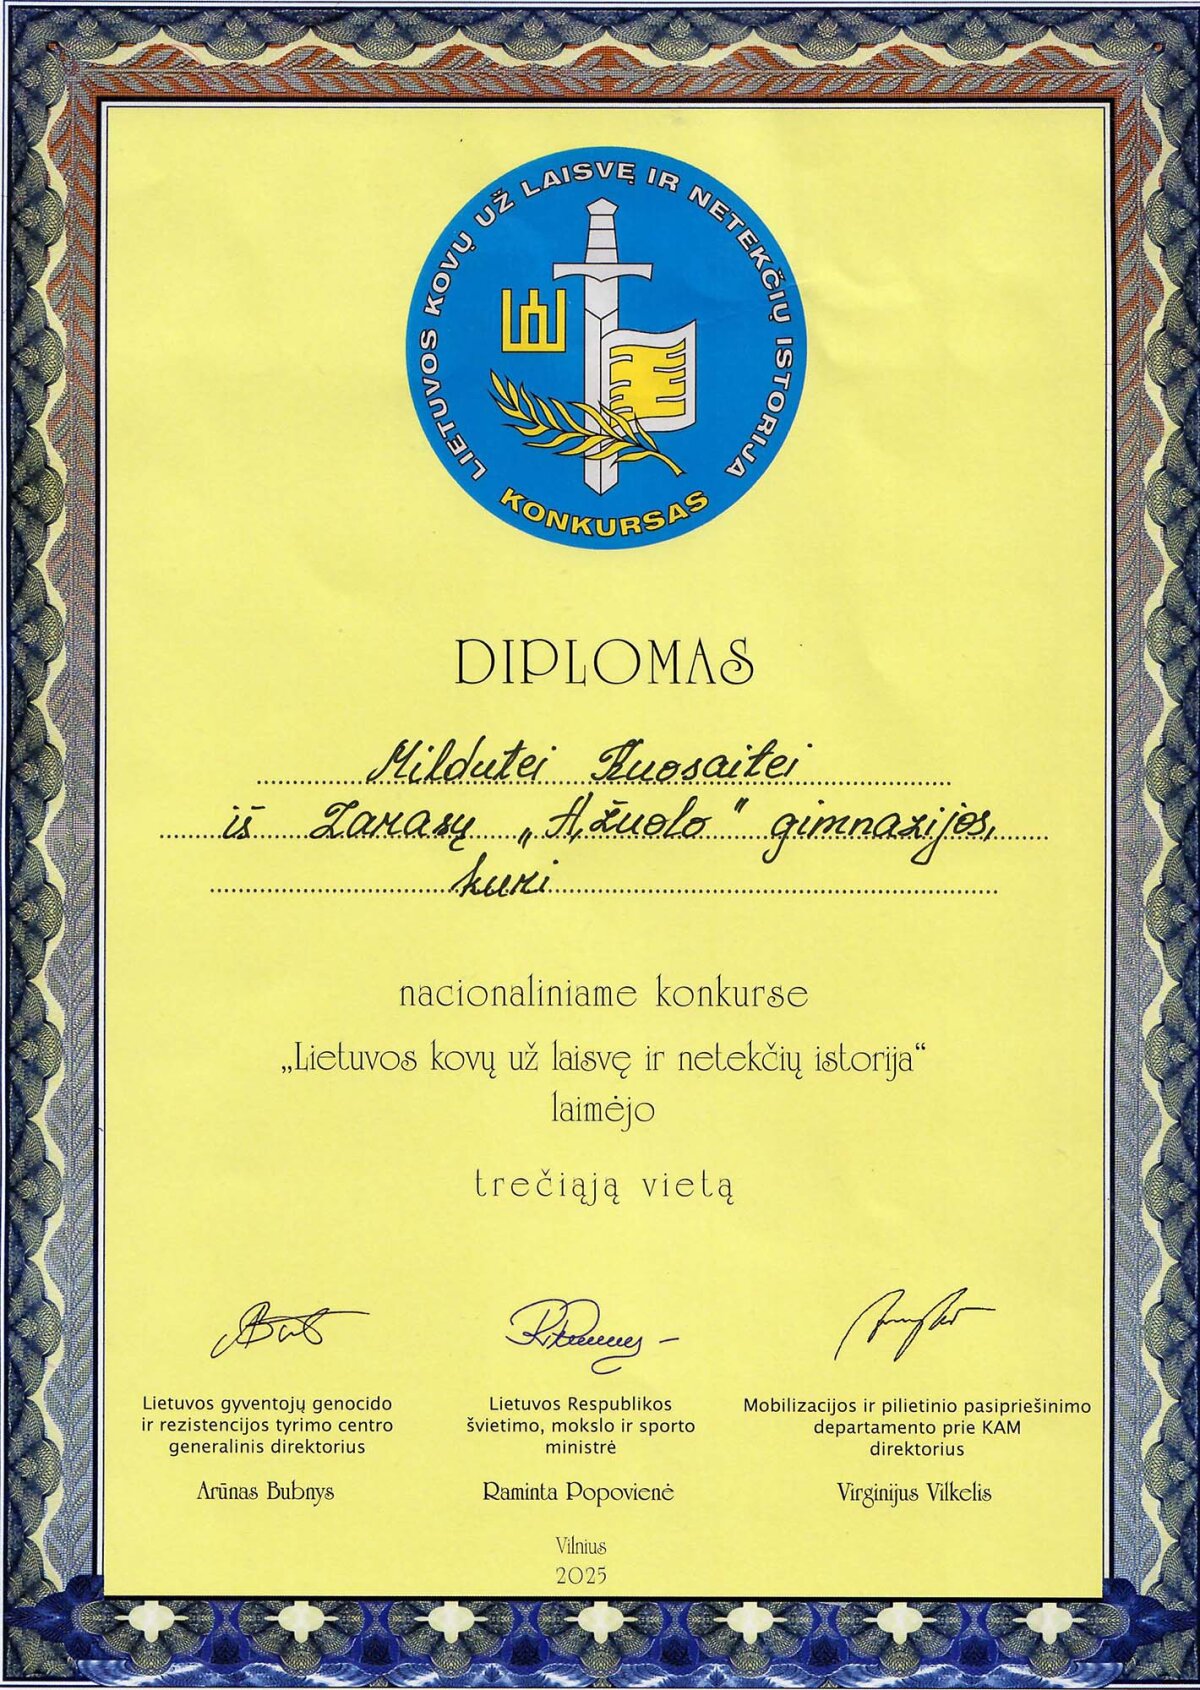 LIETUVOS KOVŲ UŽ LAISVĘ IR NETEKČIŲ ISTORIJA
KONKURSAS
DIPLOMAS
Mildutei Kuosaitei
iš Zarasų „Ąžuolo" gimnazijos,
kuri
nacionaliniame konkurse
„Lietuvos kovų už laisvę ir netekčių istorija“
laimėjo
trečiąją vietą
Lietuvos gyventojų genocido
ir rezistencijos tyrimo centro
generalinis direktorius
Arūnas Bubnys
Lietuvos Respublikos
švietimo, mokslo ir sporto
ministrė
Raminta Popovienė
Mobilizacijos ir pilietinio pasipriešinimo
departamento prie KAM
direktorius
Virginijus Vilkelis
Vilnius
2025